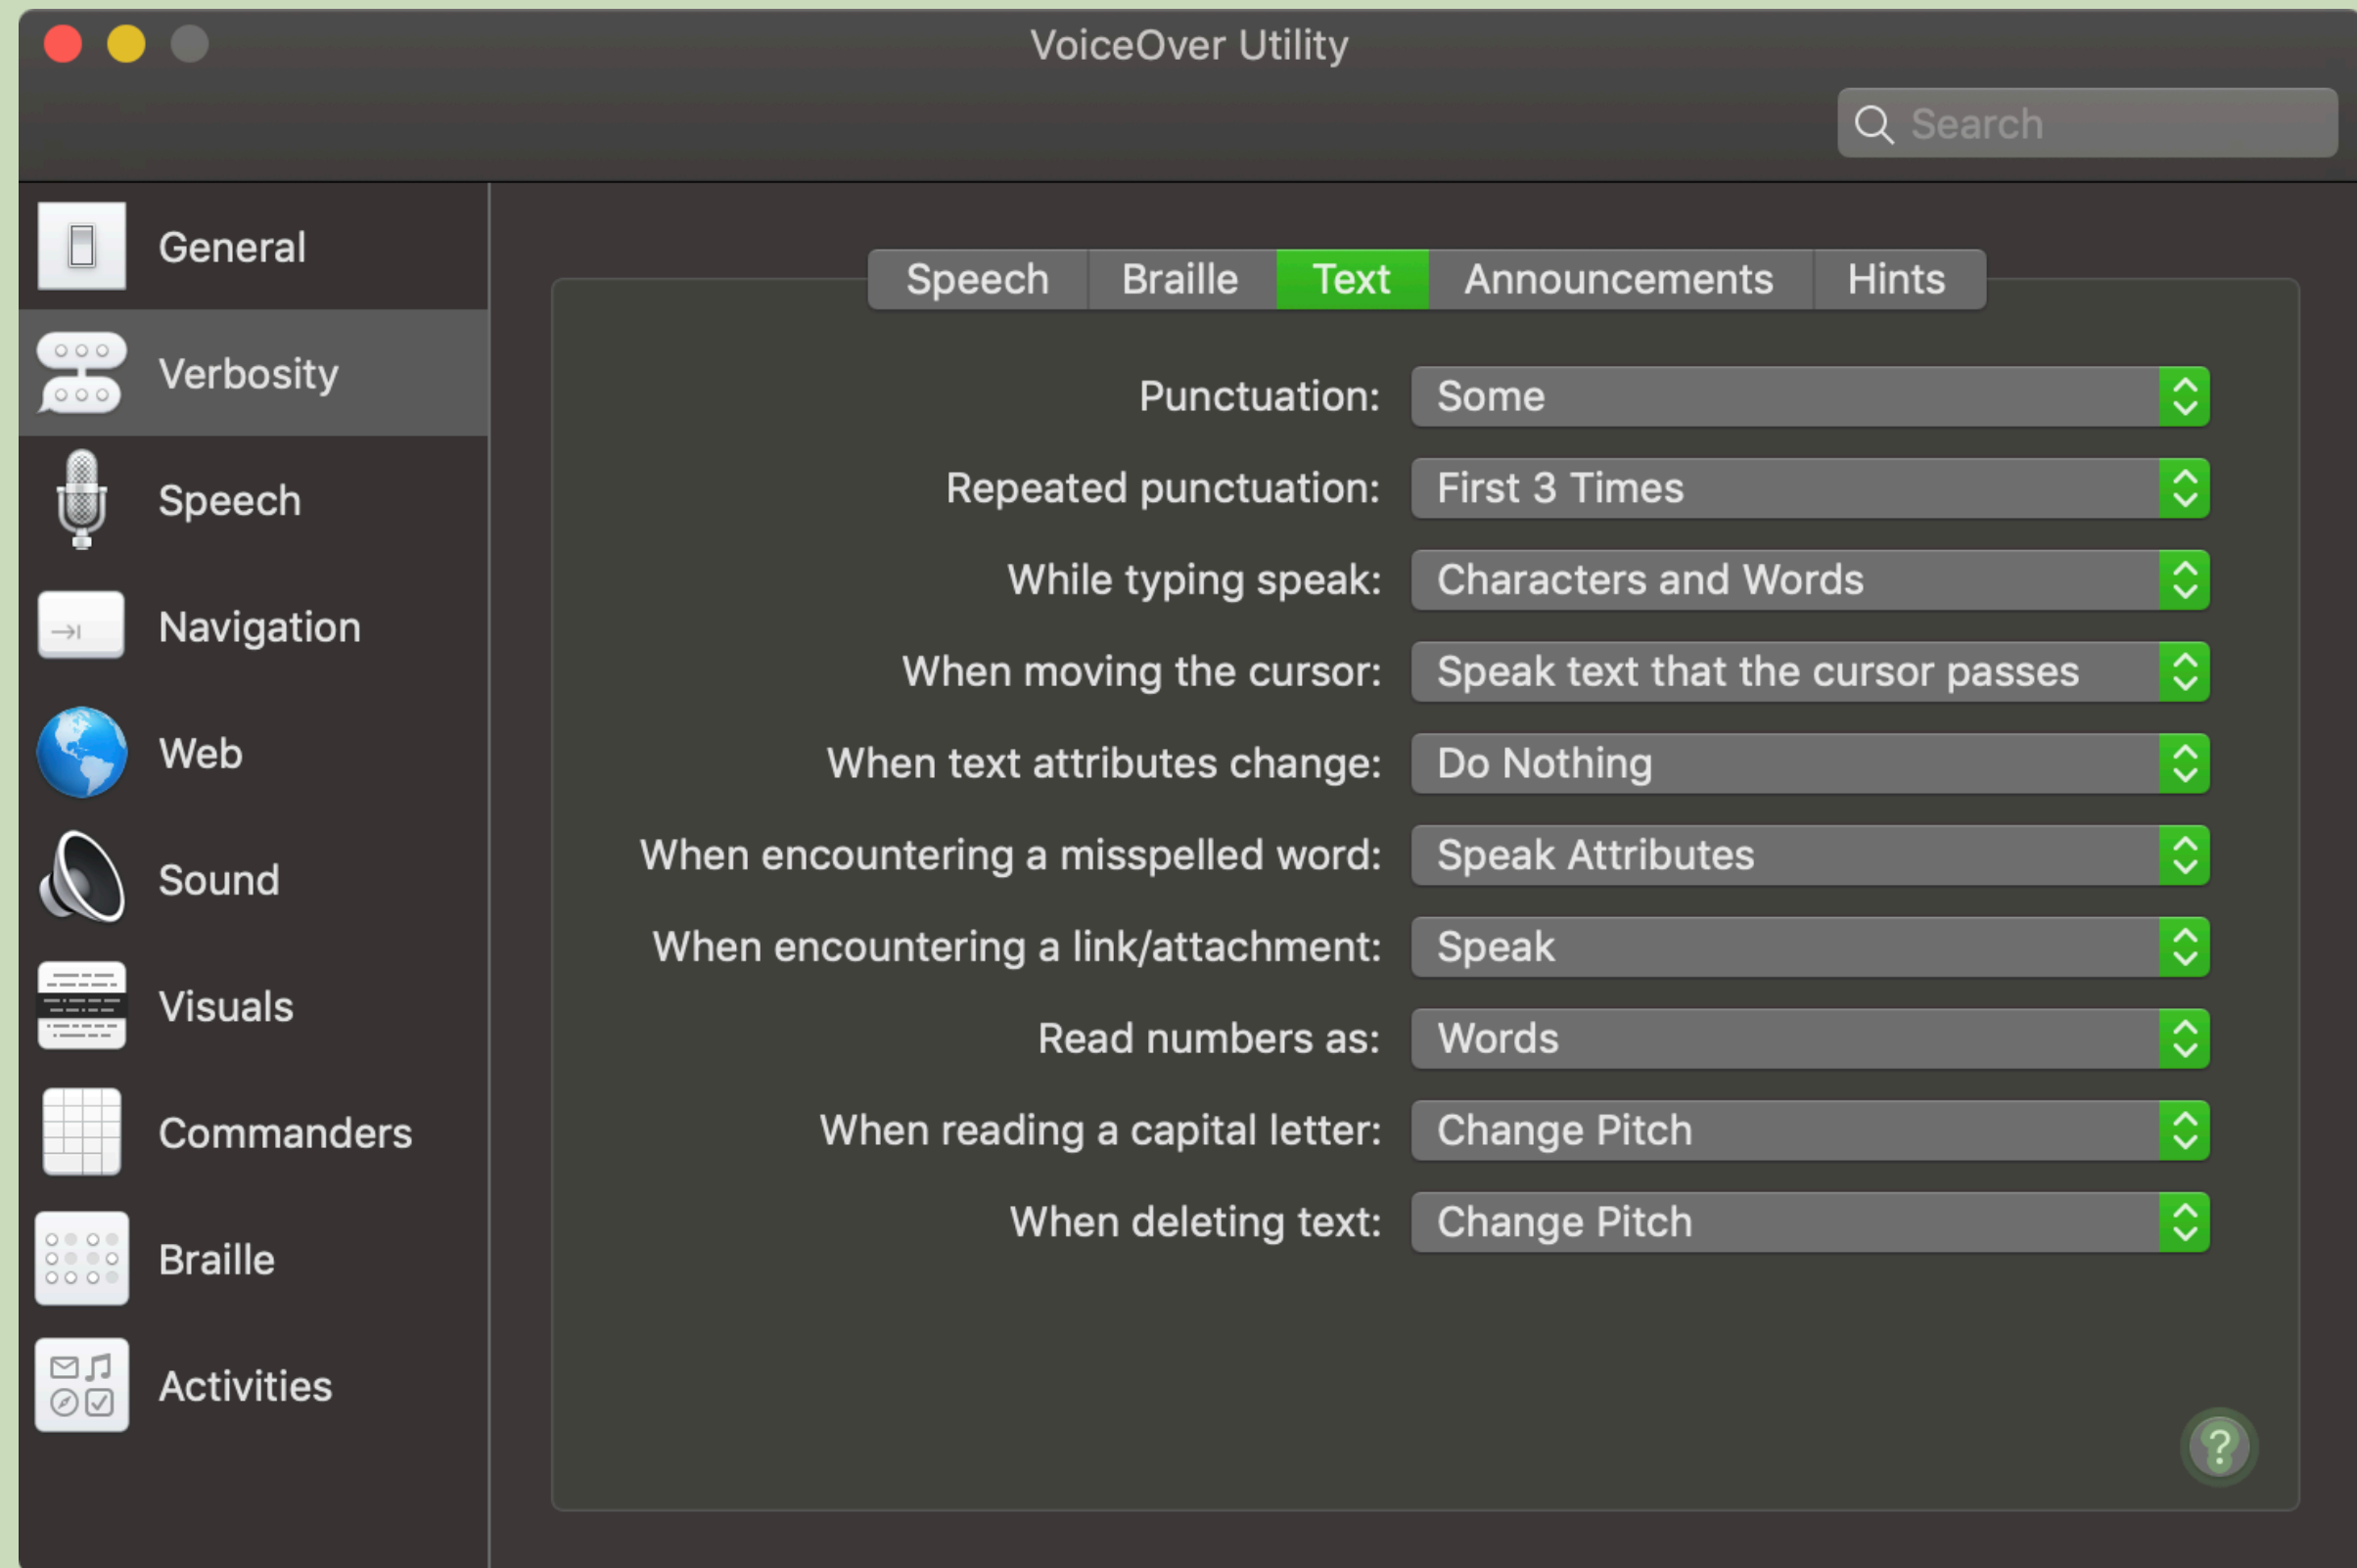 VoiceOver Utility
Search
General
Verbosity
Speech
Navigation
Web
Sound
Visuals
Commanders
Braille
Activities
Speech Braille Text Announcements Hints
Punctuation: Some
Repeated punctuation: First 3 Times
While typing speak: Characters and Words
When moving the cursor: Speak text that the cursor passes
When text attributes change: Do Nothing
When encountering a misspelled word: Speak Attributes
When encountering a link/attachment: Speak
Read numbers as: Words
When reading a capital letter: Change Pitch
When deleting text: Change Pitch
?